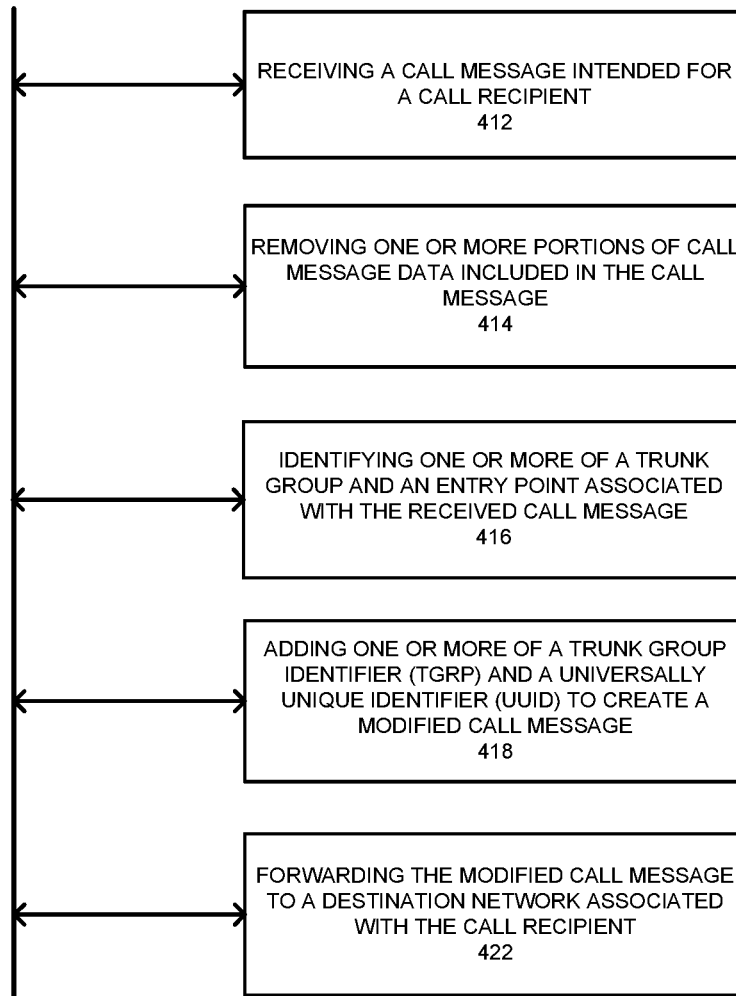 RECEIVING A CALL MESSAGE INTENDED FOR
A CALL RECIPIENT
412
REMOVING ONE OR MORE PORTIONS OF CALL
MESSAGE DATA INCLUDED IN THE CALL
MESSAGE
414
IDENTIFYING ONE OR MORE OF A TRUNK
GROUP AND AN ENTRY POINT ASSOCIATED
WITH THE RECEIVED CALL MESSAGE
416
ADDING ONE OR MORE OF A TRUNK GROUP
IDENTIFIER (TGRP) AND A UNIVERSALLY
UNIQUE IDENTIFIER (UUID) TO CREATE A
MODIFIED CALL MESSAGE
418
FORWARDING THE MODIFIED CALL MESSAGE
TO A DESTINATION NETWORK ASSOCIATED
WITH THE CALL RECIPIENT
422